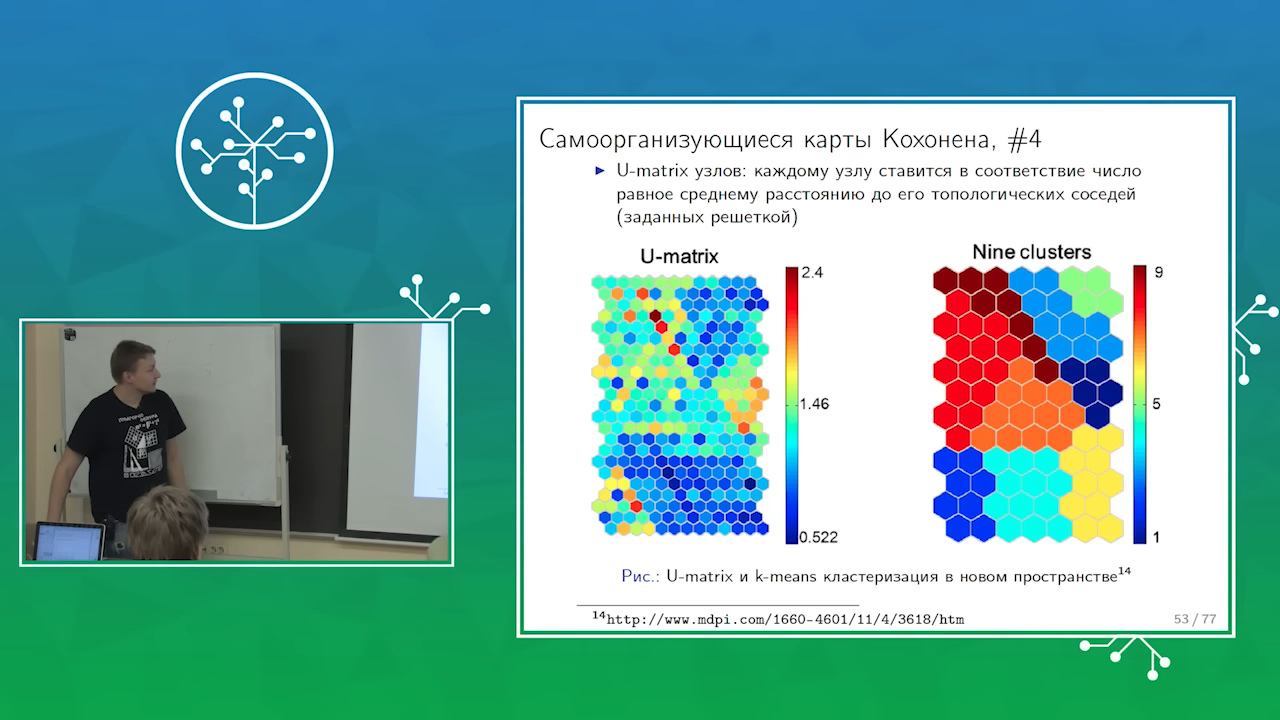 Самоорганизующиеся карты Кохонена, #4
U-matrix узлов: каждому узлу ставится в соответствие число
равное среднему расстоянию до его топологических соседей
(заданных решеткой)
U-matrix
2.4
1.46
0.522
Nine clusters
9
5
1
Рис.: U-matrix и k-means кластеризация в новом пространстве14
14http://www.mdpi.com/1660-4601/11/4/3618/htm
53 / 77